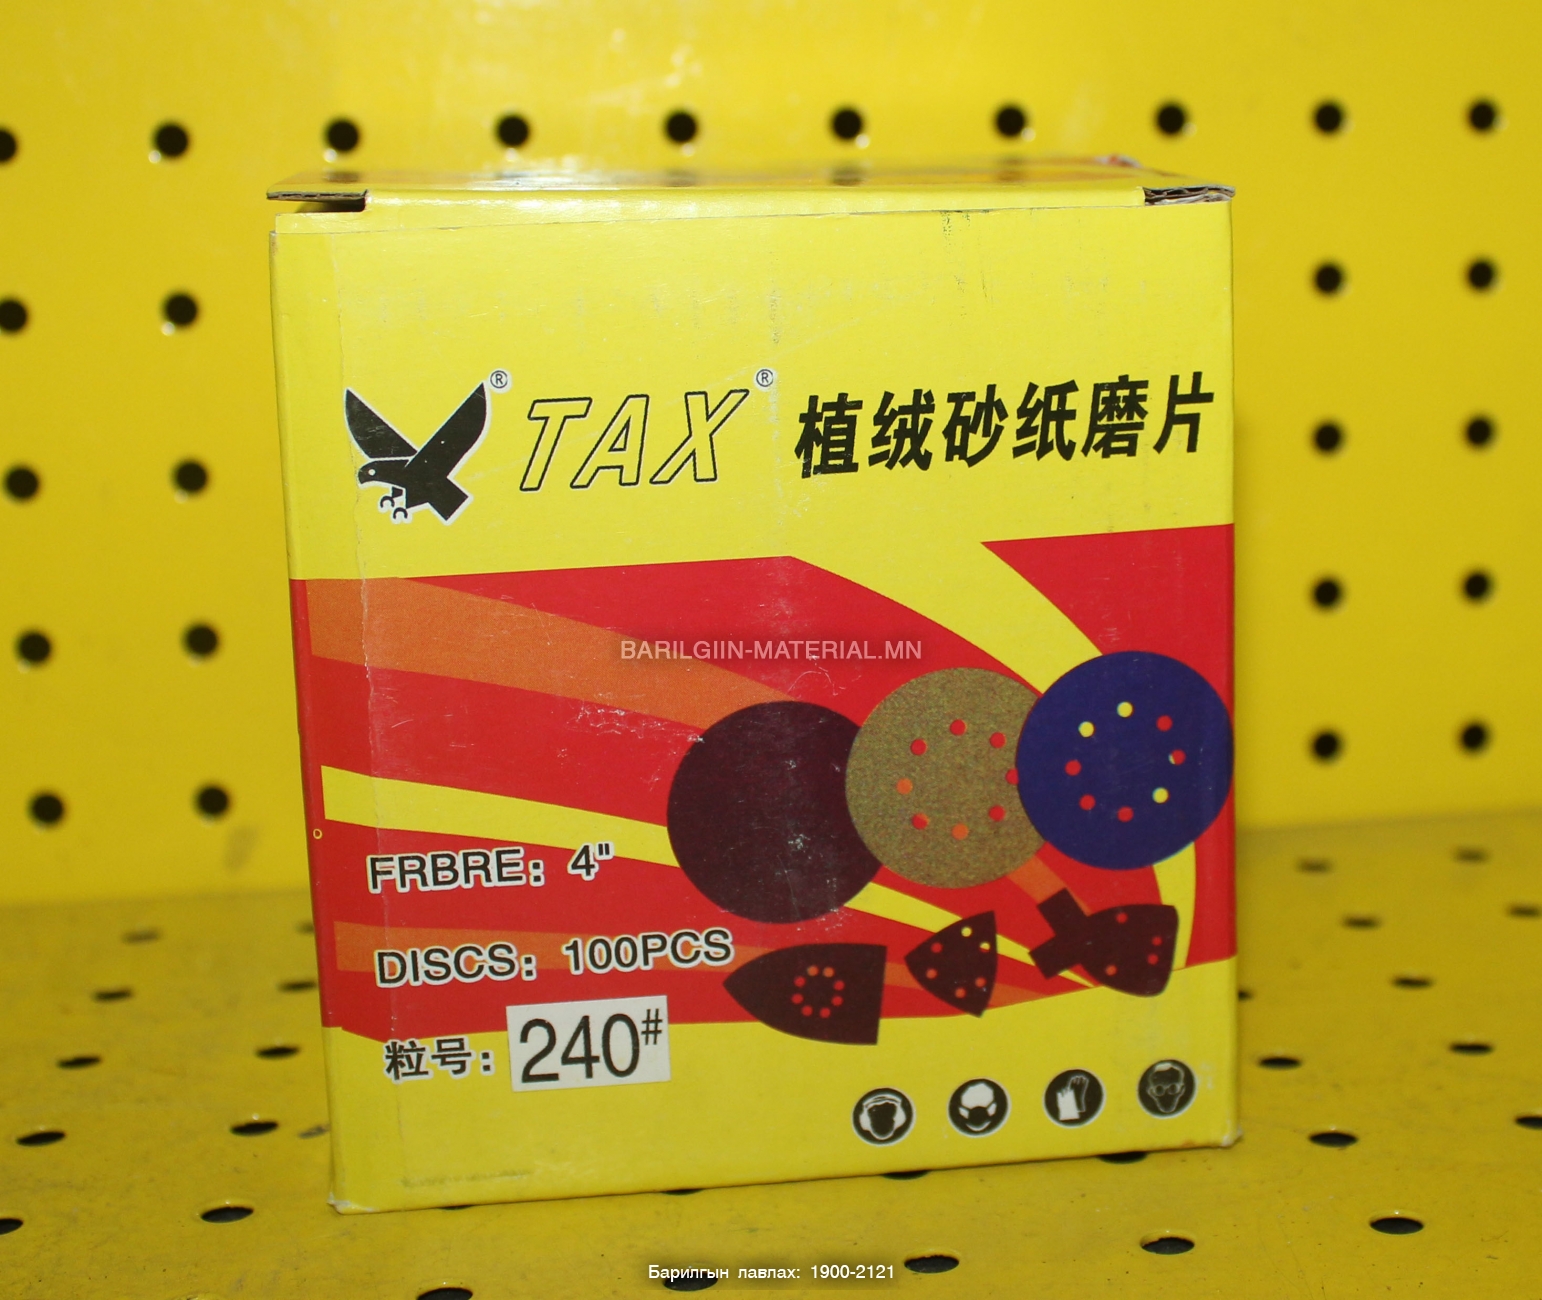 ® TAX® 植绒砂纸磨片
BARILGIIN-MATERIAL.MN
FRBRE: 4"
DISCS: 100PCS
粒号: 240#
Барилгын лавлах: 1900-2121